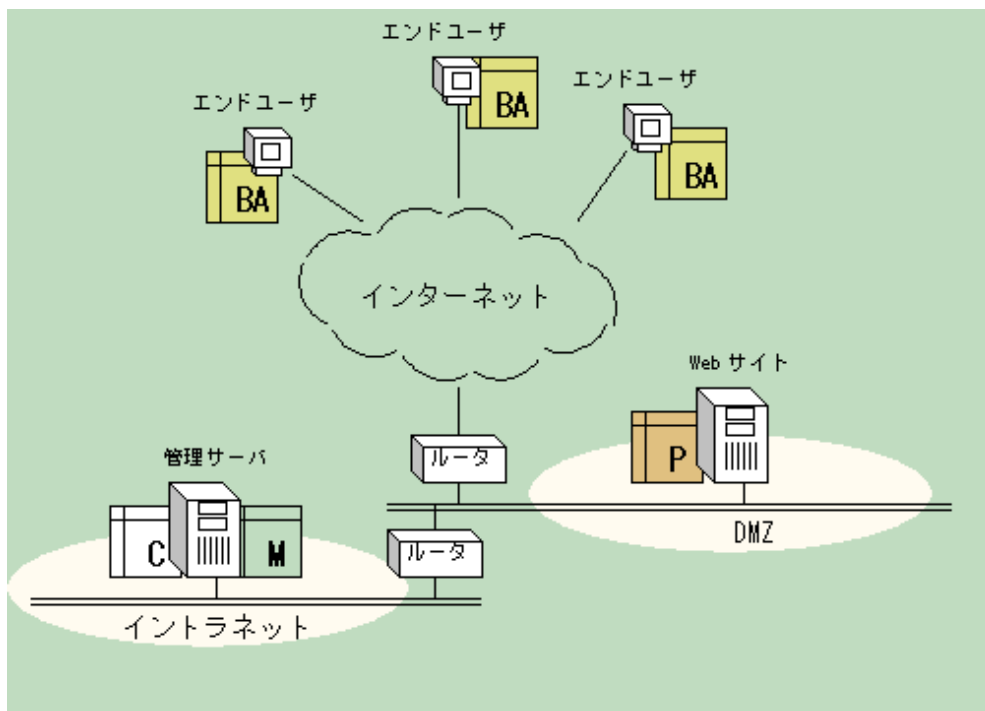 エンドユーザ
エンドユーザ
エンドユーザ
BA
BA
BA
インターネット
Web サイト
ルータ
P
管理サーバ
C
M
ルータ
DMZ
イントラネット